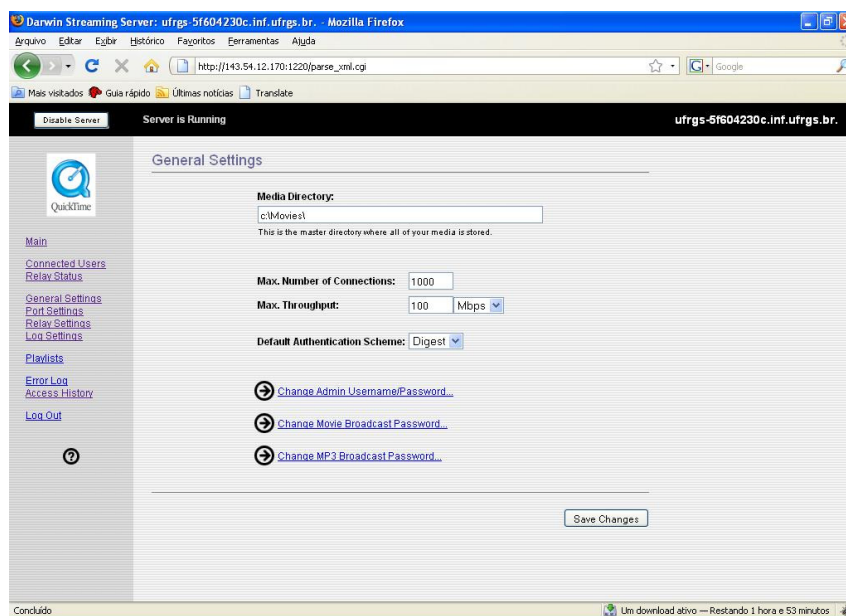 Darwin Streaming Server: ufrgs-5f604230c.inf.ufrgs.br. - Mozilla Firefox
Arquivo Editar Exibir Histórico Favoritos Ferramentas Ajuda
http://143.54.12.170:1220/parse_xml.cgi
G Google
Mais visitados Guia rápido Últimas notícias Translate
Disable Server Server is Running ufrgs-5f604230c.inf.ufrgs.br.
QuickTime
Main
Connected Users
Relay Status
General Settings
Port Settings
Relay Settings
Log Settings
Playlists
Error Log
Access History
Log Out
?
General Settings
Media Directory:
c:\Movies\
This is the master directory where all of your media is stored.
Max. Number of Connections: 1000
Max. Throughput: 100 Mbps
Default Authentication Scheme: Digest
Change Admin Username/Password...
Change Movie Broadcast Password...
Change MP3 Broadcast Password...
Save Changes
Concluído Um download ativo — Restando 1 hora e 53 minutos